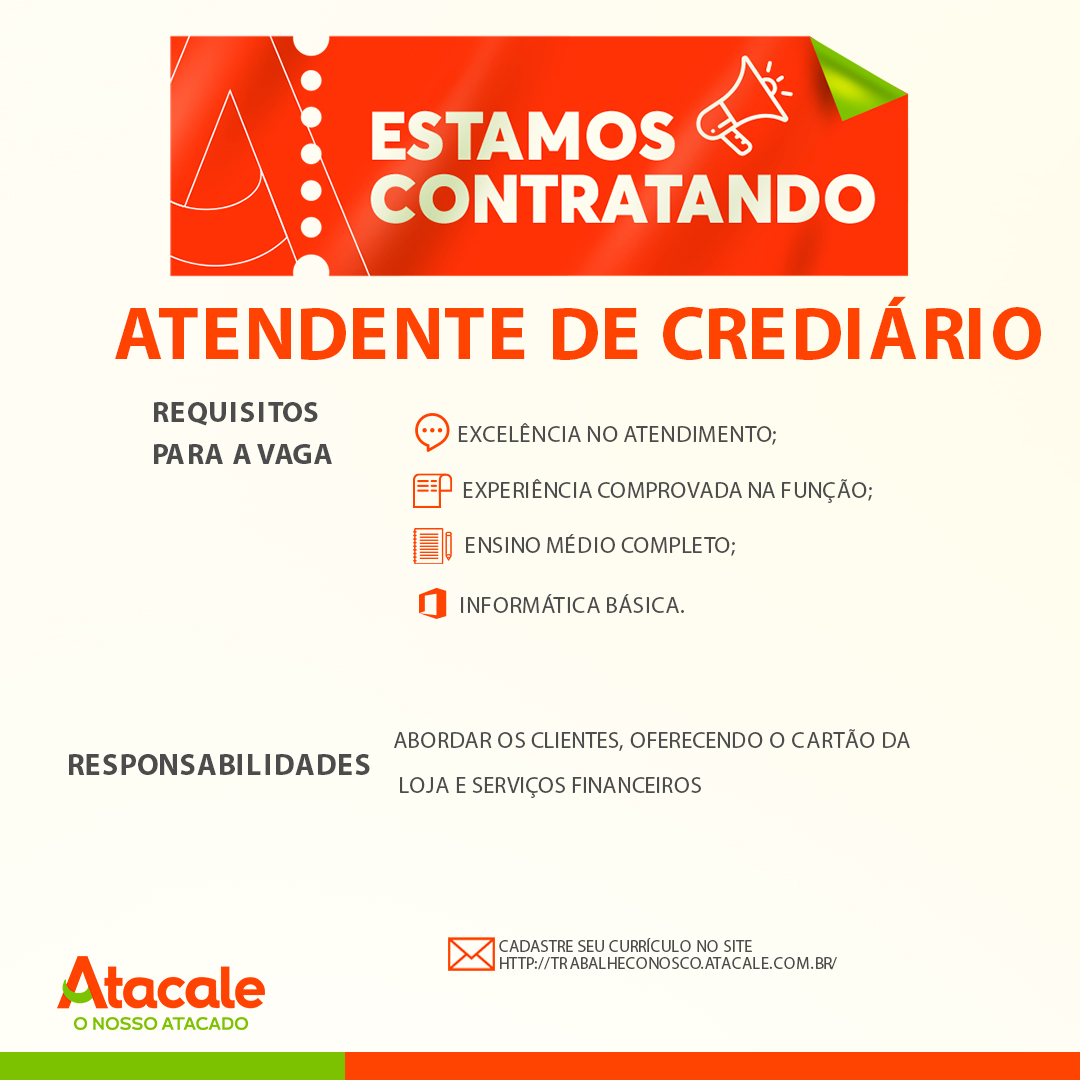 ESTAMOS
CONTRATANDO
ATENDENTE DE CREDIÁRIO
REQUISITOS
PARA A VAGA
EXCELÊNCIA NO ATENDIMENTO;
EXPERIÊNCIA COMPROVADA NA FUNÇÃO;
ENSINO MÉDIO COMPLETO;
INFORMÁTICA BÁSICA.
RESPONSABILIDADES
ABORDAR OS CLIENTES, OFERECENDO O CARTÃO DA
LOJA E SERVIÇOS FINANCEIROS
CADASTRE SEU CURRÍCULO NO SITE
HTTP://TRABALHECONOSCO.ATACALE.COM.BR/
Atacale
O NOSSO ATACADO